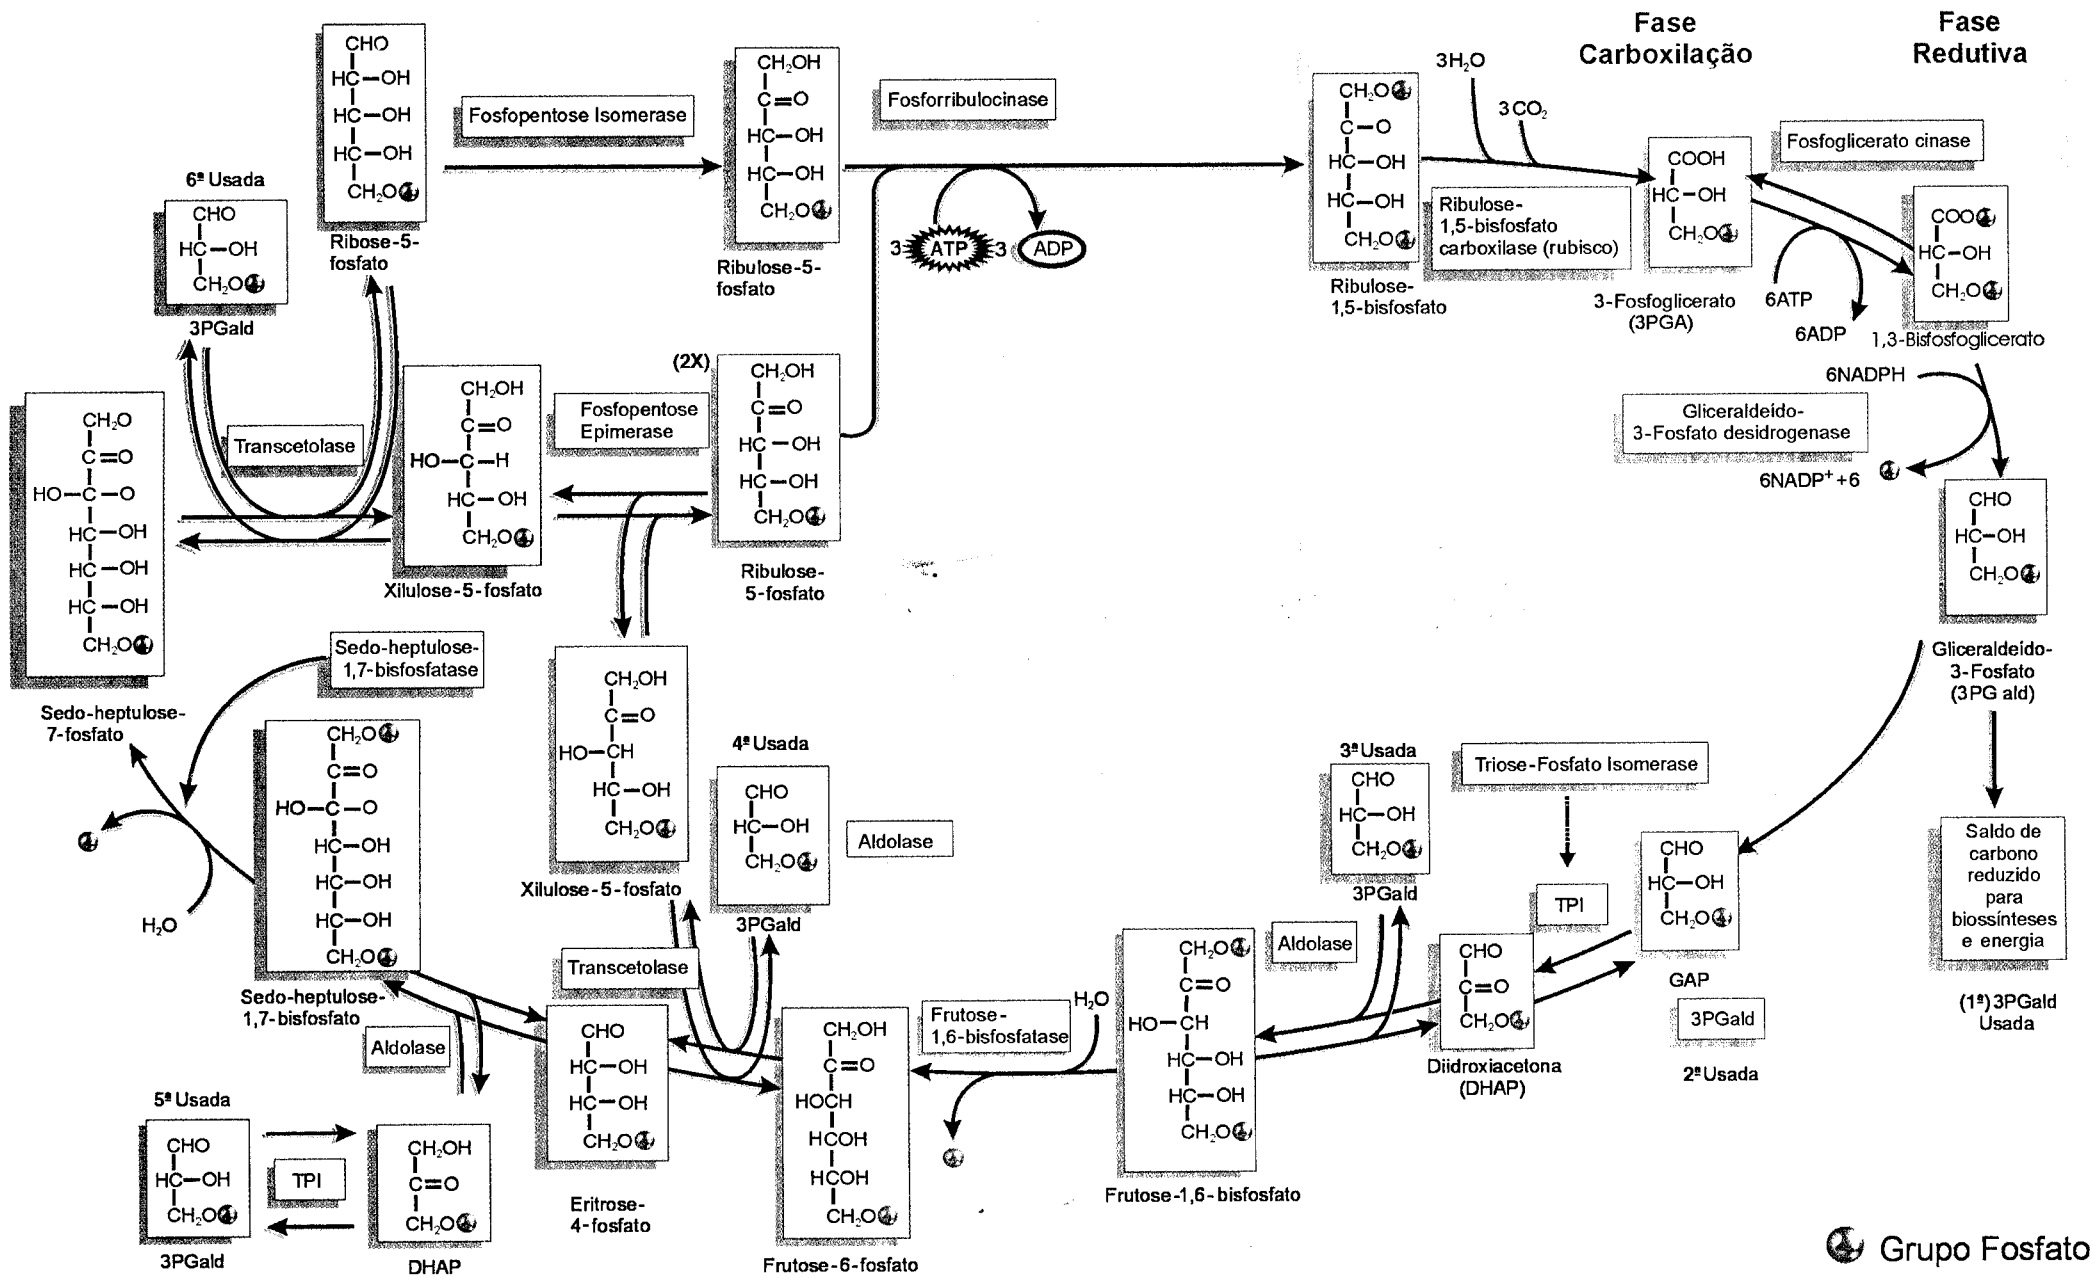 Fase
Carboxilação
Fase
Redutiva
CHO
HC—OH
HC—OH
HC—OH
CH₂O
Ribose-5-
fosfato
Fosfopentose Isomerase
CH₂OH
C=O
HC—OH
HC—OH
CH₂O
Ribulose-5-
fosfato
Fosforribulocinase
3 ATP 3 ADP
CH₂O
C—O
HC—OH
HC—OH
CH₂O
Ribulose-
1,5-bisfosfato
3H₂O
3CO₂
Ribulose-
1,5-bisfosfato
carboxilase (rubisco)
COOH
HC—OH
CH₂O
3-Fosfoglicerato
(3PGA)
Fosfoglicerato cinase
6ATP
6ADP
COO
HC—OH
CH₂O
1,3-Bisfosfoglicerato
6NADPH
Gliceraldeído-
3-Fosfato desidrogenase
6NADP⁺+6
CHO
HC—OH
CH₂O
Gliceraldeido-
3-Fosfato
(3PG ald)
Saldo de
carbono
reduzido
para
biossínteses
e energia
(1ª)3PGald
Usada
6ª Usada
CHO
HC—OH
CH₂O
3PGald
Transcetolase
CH₂O
C=O
HO—C—O
HC—OH
HC—OH
HC—OH
CH₂O
Sedo-heptulose-
7-fosfato
CH₂OH
C=O
HO—C—H
HC—OH
CH₂O
Xilulose-5-fosfato
Fosfopentose
Epimerase
(2X)
CH₂OH
C=O
HC—OH
HC—OH
CH₂O
Ribulose-
5-fosfato
Sedo-heptulose-
1,7-bisfosfatase
H₂O
CH₂O
C=O
HO—C—O
HC—OH
HC—OH
HC—OH
CH₂O
Sedo-heptulose-
1,7-bisfosfato
CH₂OH
C=O
HO—CH
HC—OH
CH₂O
Xilulose-5-fosfato
4ª Usada
CHO
HC—OH
CH₂O
3PGald
Aldolase
Transcetolase
3ª Usada
CHO
HC—OH
CH₂O
3PGald
Triose-Fosfato Isomerase
TPI
Aldolase
CHO
HC—OH
CH₂O
GAP
3PGald
2ª Usada
CHO
C=O
CH₂O
Diidroxiacetona
(DHAP)
CH₂O
C=O
HO—CH
HC—OH
HC—OH
CH₂O
Frutose-1,6-bisfosfato
Frutose-
1,6-bisfosfatase
H₂O
CH₂OH
C=O
HOCH
HCOH
HCOH
CH₂O
Frutose-6-fosfato
CHO
HC—OH
HC—OH
CH₂O
Eritrose-
4-fosfato
Aldolase
5ª Usada
CHO
HC—OH
CH₂O
3PGald
TPI
CH₂OH
C=O
CH₂O
DHAP
Grupo Fosfato